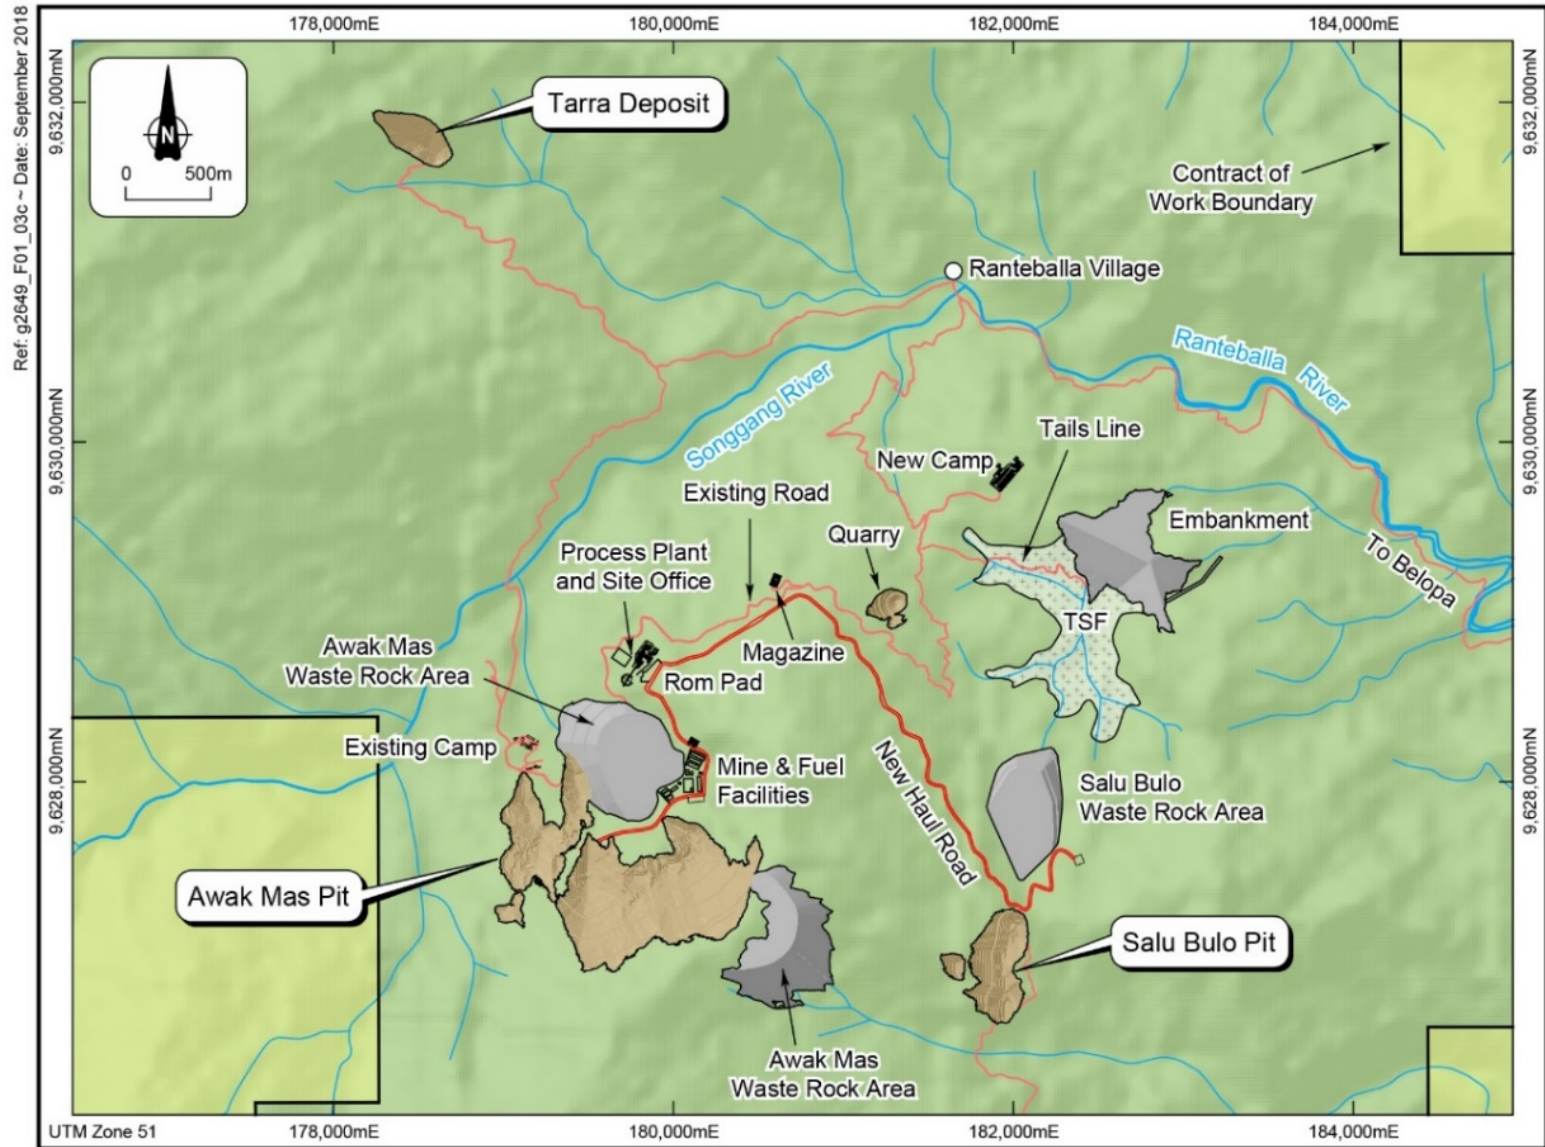 178,000mE
180,000mE
182,000mE
184,000mE
Ref: g2649_F01_03c ~ Date: September 2018
9,632,000mN
9,632,000mN
N
0 500m
Tarra Deposit
Contract of
Work Boundary
Ranteballa Village
Ranteballa River
Songgang River
9,630,000mN
9,630,000mN
Tails Line
New Camp
Existing Road
Embankment
Quarry
Process Plant
and Site Office
To Belopa
TSF
Awak Mas
Waste Rock Area
Magazine
Rom Pad
Existing Camp
Mine & Fuel
Facilities
New Haul Road
Salu Bulo
Waste Rock Area
9,628,000mN
9,628,000mN
Awak Mas Pit
Salu Bulo Pit
Awak Mas
Waste Rock Area
UTM Zone 51
178,000mE
180,000mE
182,000mE
184,000mE